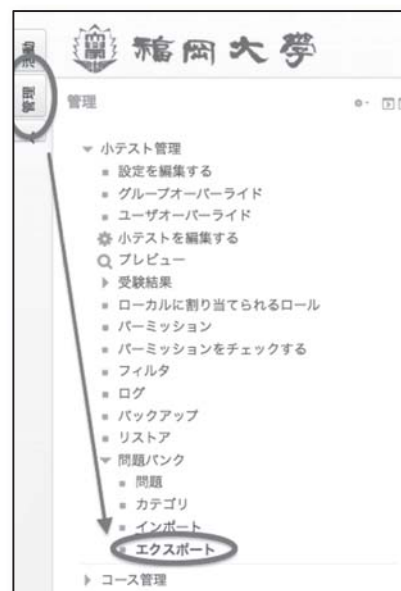 活動
福岡大學
管理
管理
小テスト管理
設定を編集する
グループオーバーライド
ユーザオーバーライド
小テストを編集する
プレビュー
受験結果
ローカルに割り当てられるロール
パーミッション
パーミッションをチェックする
フィルタ
ログ
バックアップ
リストア
問題バンク
問題
カテゴリ
インポート
エクスポート
コース管理